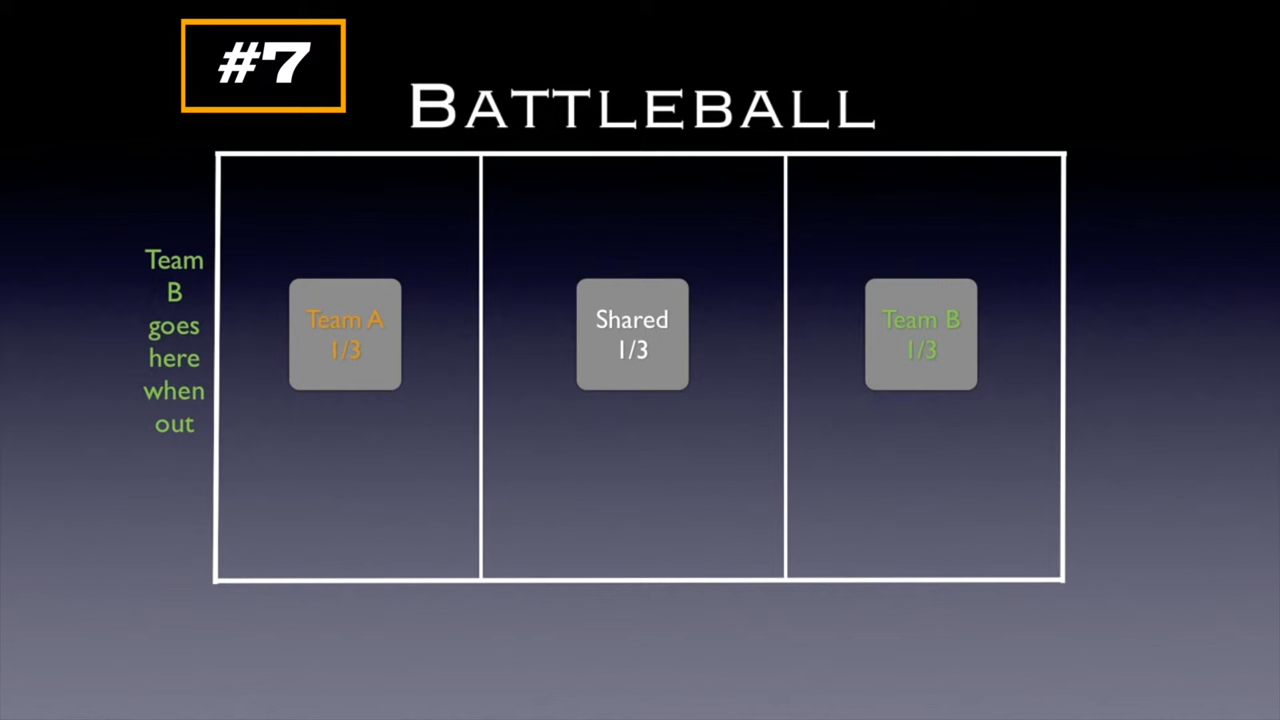 #7
BATTLEBALL
Team
B
goes
here
when
out
Team A
1/3
Shared
1/3
Team B
1/3